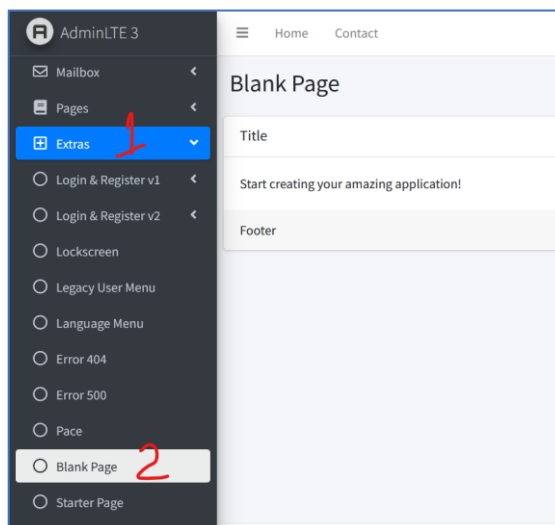 A AdminLTE 3
Home Contact
Mailbox
Pages
Extras 1
Login & Register v1
Login & Register v2
Lockscreen
Legacy User Menu
Language Menu
Error 404
Error 500
Pace
Blank Page 2
Starter Page
Blank Page
Title
Start creating your amazing application!
Footer